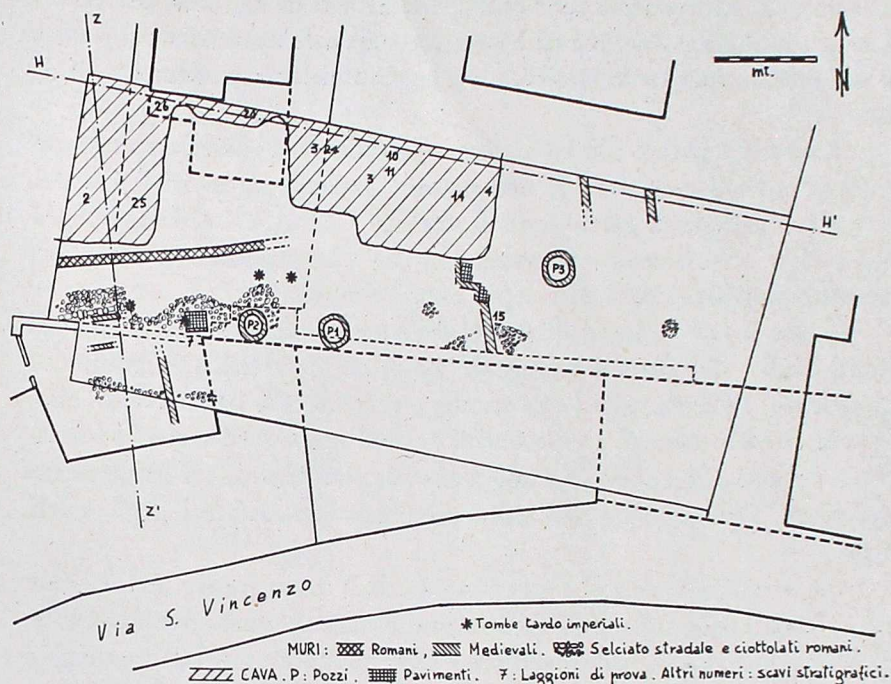 Z
H
26
28
3 24
10
11
3
2
25
14
4
mt.
N
H'
P3
15
7
P2
P1
Z'
Via S. Vincenzo
Tombe tardo imperiali.
MURI: Romani, Medievali. Selciato stradale e ciottolati romani.
CAVA. P: Pozzi. Pavimenti. 7: Laggioni di prova. Altri numeri: scavi stratigrafici.